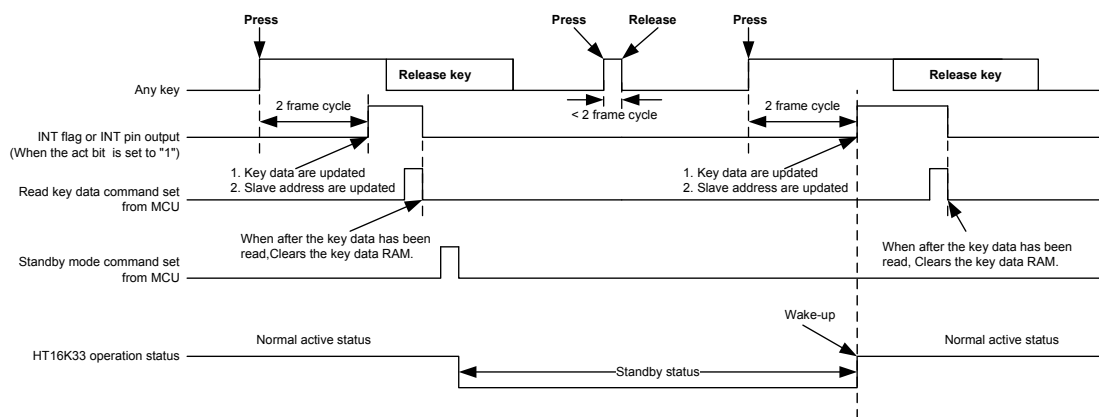 Press
Press
Release
Press
Any key
Release key
Release key
2 frame cycle
< 2 frame cycle
2 frame cycle
INT flag or INT pin output
(When the act bit is set to "1")
1. Key data are updated
2. Slave address are updated
1. Key data are updated
2. Slave address are updated
Read key data command set
from MCU
When after the key data has been
read,Clears the key data RAM.
When after the key data has been
read, Clears the key data RAM.
Standby mode command set
from MCU
Wake-up
HT16K33 operation status
Normal active status
Standby status
Normal active status